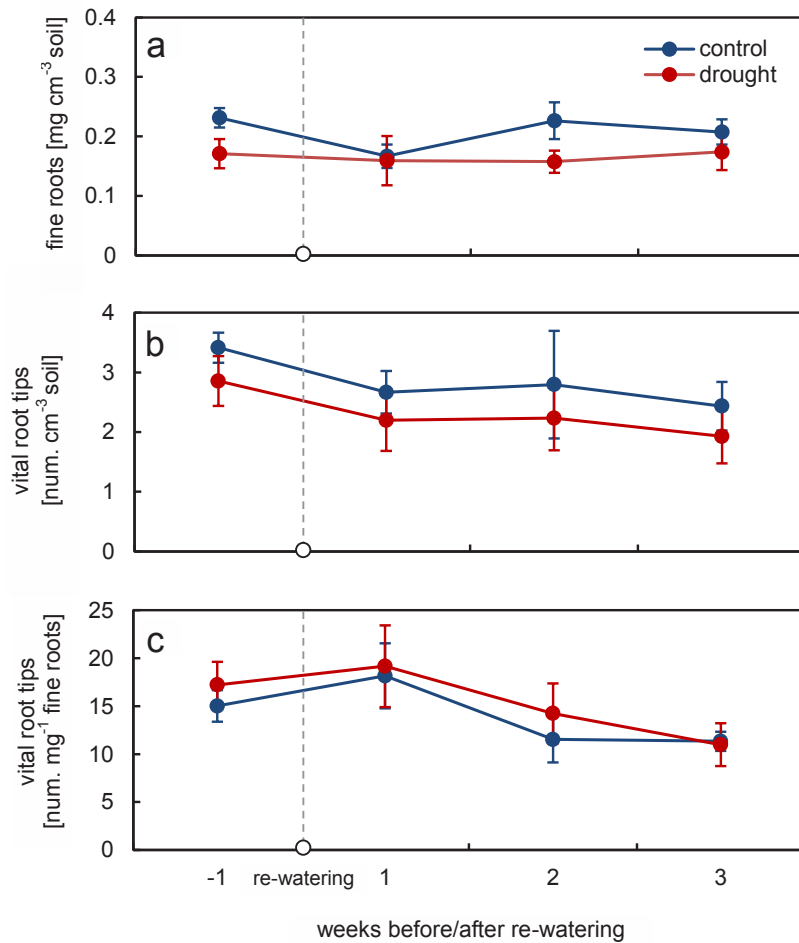 a
control
drought
0.4
0.3
0.2
0.1
0
fine roots [mg cm⁻³ soil]
b
4
3
2
1
0
vital root tips
[num. cm⁻³ soil]
c
25
20
15
10
5
0
vital root tips
[num. mg⁻¹ fine roots]
-1 re-watering 1 2 3
weeks before/after re-watering